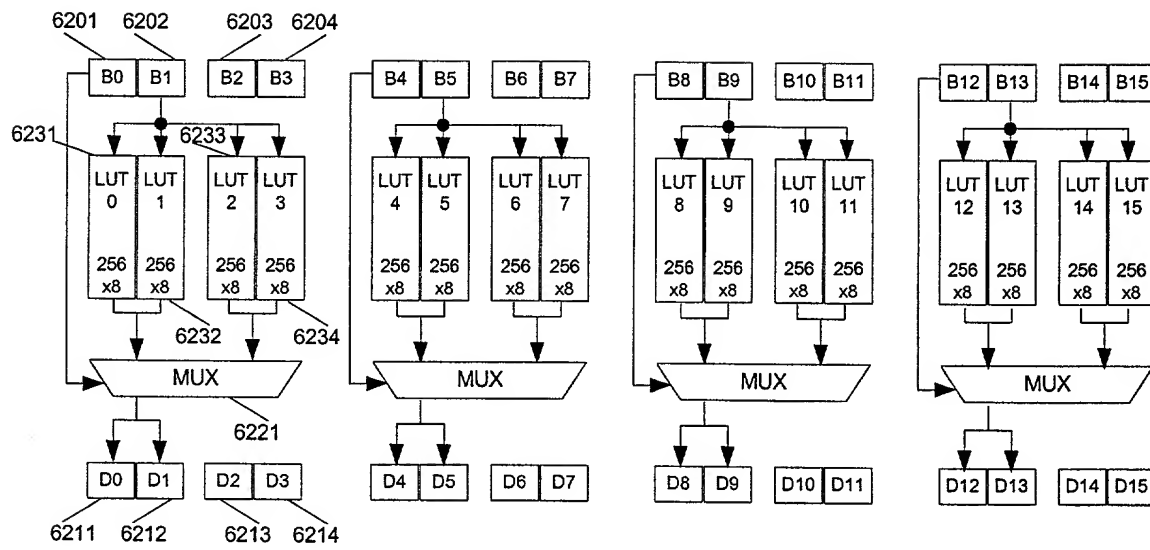 6201 6202 6203 6204
B0 B1 B2 B3 B4 B5 B6 B7 B8 B9 B10 B11 B12 B13 B14 B15
6231 6233
LUT LUT LUT LUT LUT LUT LUT LUT LUT LUT LUT LUT LUT LUT LUT LUT
0 1 2 3 4 5 6 7 8 9 10 11 12 13 14 15
256 256 256 256 256 256 256 256 256 256 256 256 256 256 256 256
x8 x8 x8 x8 x8 x8 x8 x8 x8 x8 x8 x8 x8 x8 x8 x8
6232 6234
MUX MUX MUX MUX
6221
D0 D1 D2 D3 D4 D5 D6 D7 D8 D9 D10 D11 D12 D13 D14 D15
6211 6212 6213 6214